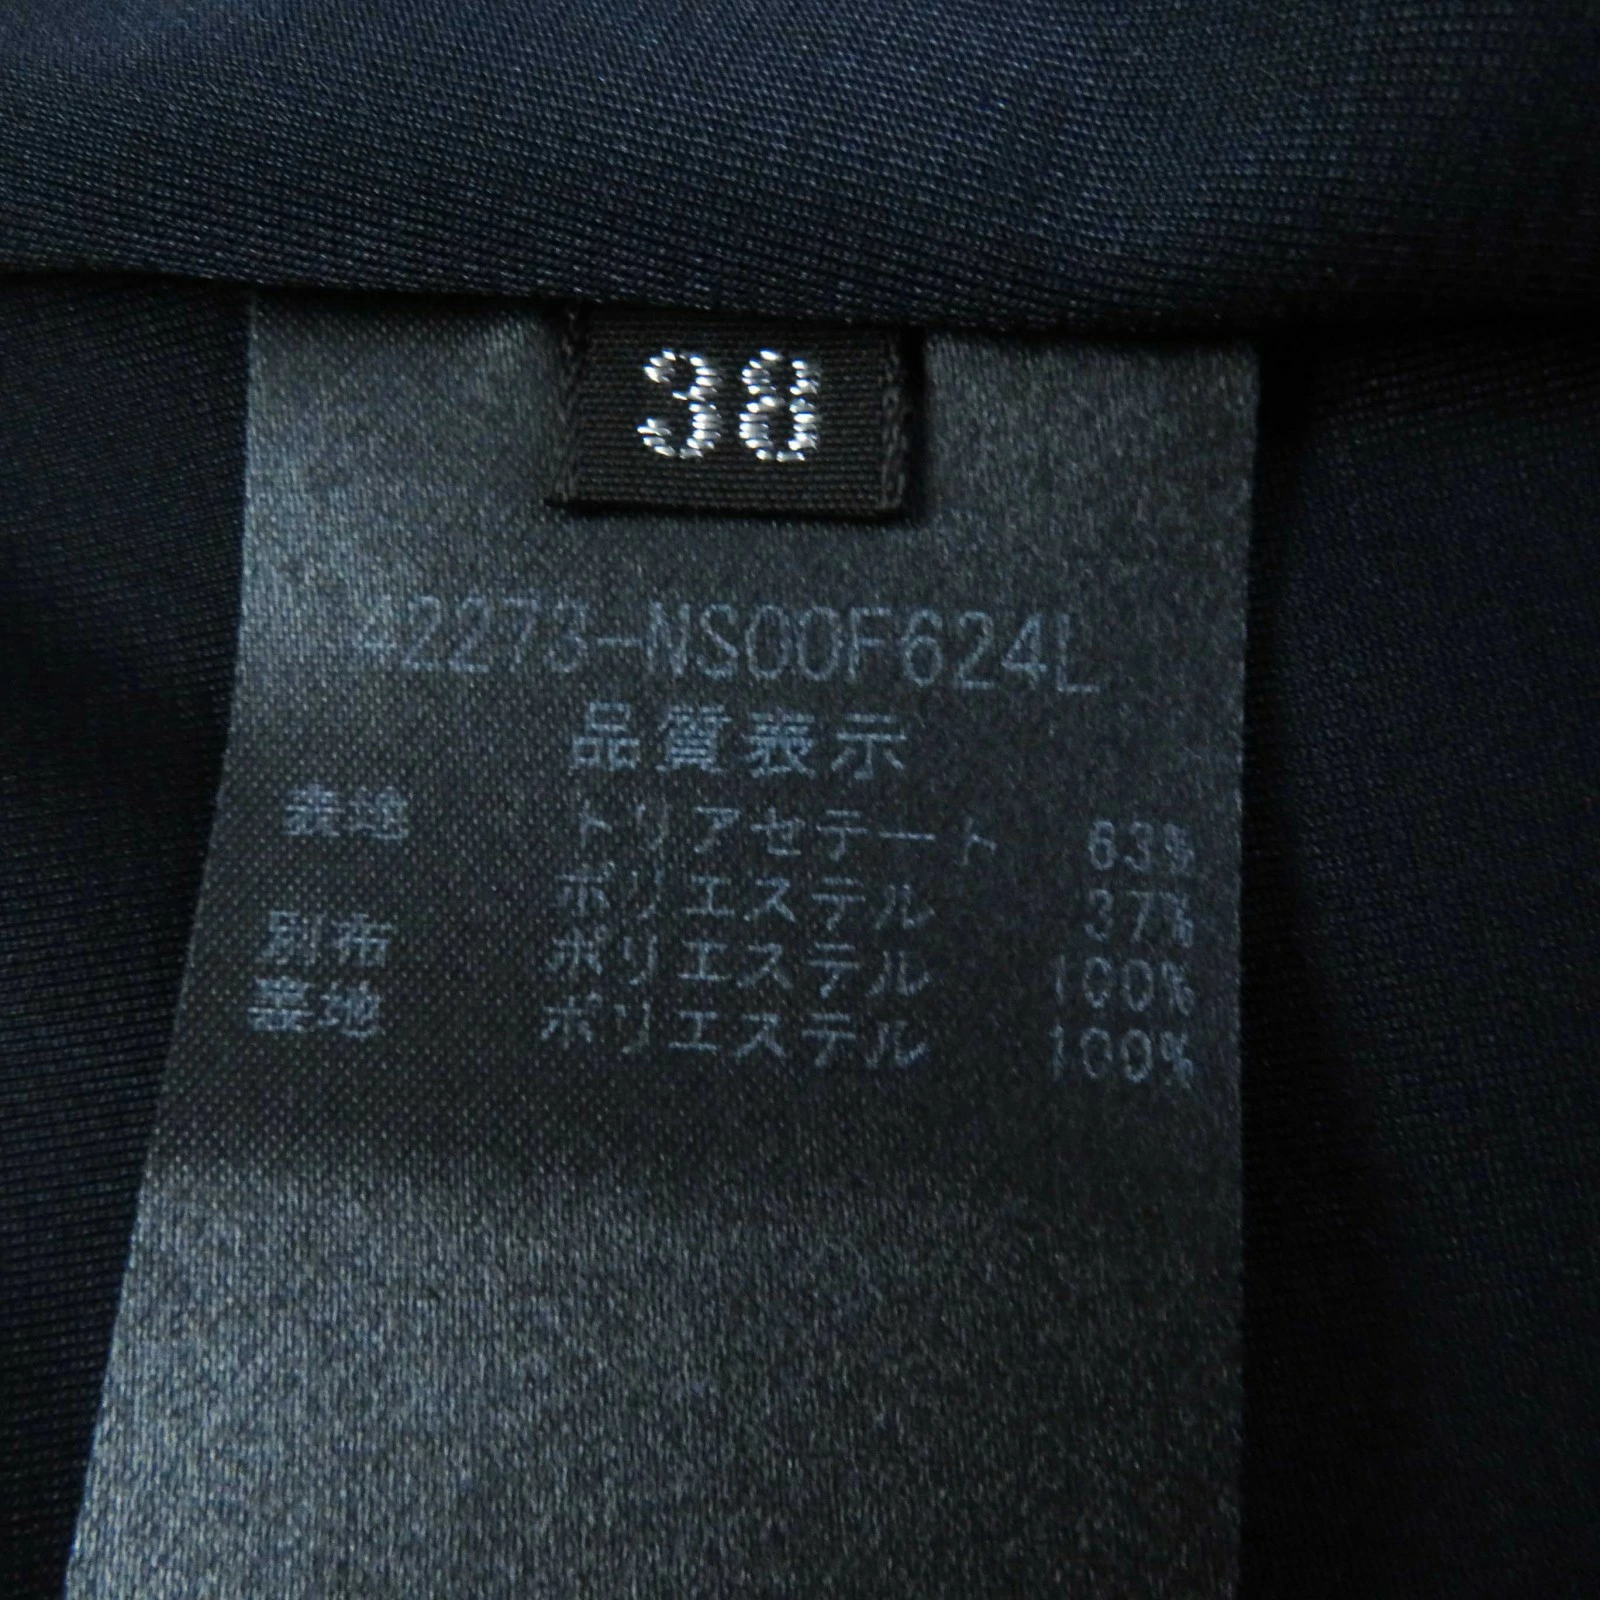 38
42273-NS00F624L
品質表示
表地 トリアセテート 63%
ポリエステル 37%
別布 ポリエステル 100%
裏地 ポリエステル 100%